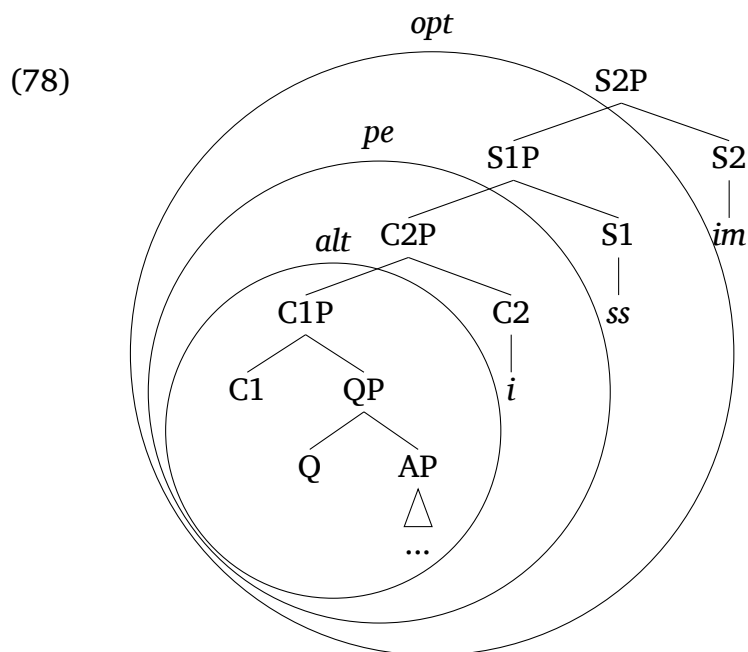 opt
(78)
S2P
pe
S1P S2
alt C2P S1 im
C1P C2 ss
C1 QP i
Q AP
...